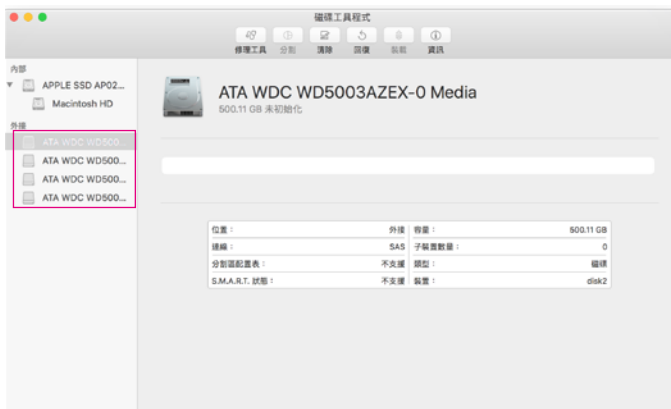 磁碟工具程式
修理工具 分割 清除 回復 裝載 資訊
內部
APPLE SSD AP02...
Macintosh HD
外接
ATA WDC WD500...
ATA WDC WD500...
ATA WDC WD500...
ATA WDC WD500...
ATA WDC WD5003AZEX-0 Media
500.11 GB 未初始化
位置： 外接 容量： 500.11 GB
連線： SAS 子裝置數量： 0
分割區配置表： 不支援 類型： 磁碟
S.M.A.R.T. 狀態： 不支援 裝置： disk2